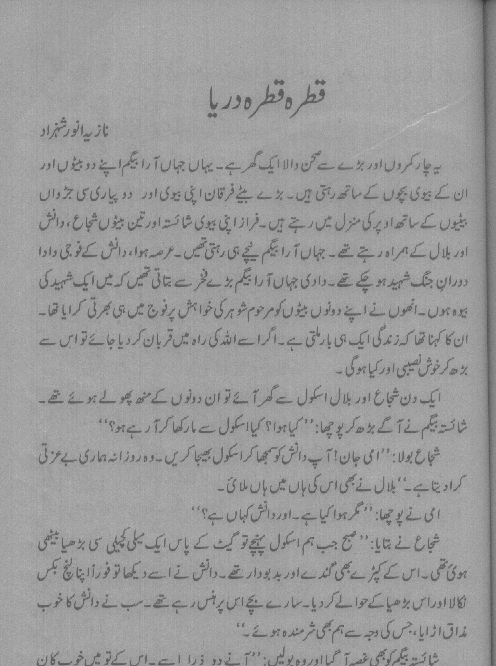 قطرہ قطرہ دریا
نازیہ انور شہزاد
یہ چار کمروں اور بڑے سے صحن والا ایک گھر ہے۔ یہاں جہاں آرا بیگم اپنے دو بیٹوں اور
ان کے بیوی بچوں کے ساتھ رہتی ہیں۔ بڑے بیٹے فرقان اپنی بیوی اور دو پیاری سی جڑواں
بیٹیوں کے ساتھ اوپر کی منزل میں رہتے ہیں۔ فراز اپنی بیوی شائستہ اور تین بیٹوں شجاع، دانش
اور بلال کے ہمراہ رہتے تھے۔ جہاں آرا بیگم نیچے ہی رہتی تھیں۔ عرصہ ہوا، دانش کے فوجی دادا
دورانِ جنگ شہید ہو چکے تھے۔ دادی جہاں آرا بیگم بڑے فخر سے بتاتی تھیں کہ میں ایک شہید کی
بیوہ ہوں۔ انھوں نے اپنے دونوں بیٹوں کو مرحوم شوہر کی خواہش پر فوج میں ہی بھرتی کرایا تھا۔
ان کا کہنا تھا کہ زندگی ایک ہی بار ملتی ہے۔ اگر اسے اللہ کی راہ میں قربان کر دیا جائے تو اس سے
بڑھ کر خوش نصیبی اور کیا ہوگی۔
ایک دن شجاع اور بلال اسکول سے گھر آئے تو ان دونوں کے منھ پھولے ہوئے تھے۔
شائستہ بیگم نے آگے بڑھ کر پوچھا: ’’کیا ہوا؟ کیا اسکول سے مار کھا کر آ رہے ہو؟‘‘
شجاع بولا: ’’امی جان! آپ دانش کو سمجھا کر اسکول بھیجا کریں۔ وہ روزانہ ہماری بے عزتی
کرا دیتا ہے۔‘‘ بلال نے بھی اس کی ہاں میں ہاں ملائی۔
امی نے پوچھا: ’’مگر ہوا کیا ہے۔ اور دانش کہاں ہے؟‘‘
شجاع نے بتایا: ’’صبح جب ہم اسکول پہنچے تو گیٹ کے پاس ایک میلی کچیلی سی بڑھیا بیٹھی
ہوئی تھی۔ اس کے کپڑے بھی گندے اور بدبودار تھے۔ دانش نے اسے دیکھا تو فوراً اپنا لنچ بکس
نکالا اور اس بڑھیا کے حوالے کر دیا۔ سارے بچے اس پر ہنس رہے تھے۔ سب نے دانش کا خوب
مذاق اڑایا، جس کی وجہ سے ہم بھی شرمندہ ہوئے۔‘‘
شائستہ بیگم کو بھی غصہ آ گیا اور وہ بولیں: ’’آنے دو ذرا اسے۔ اس کے تو میں خوب کان